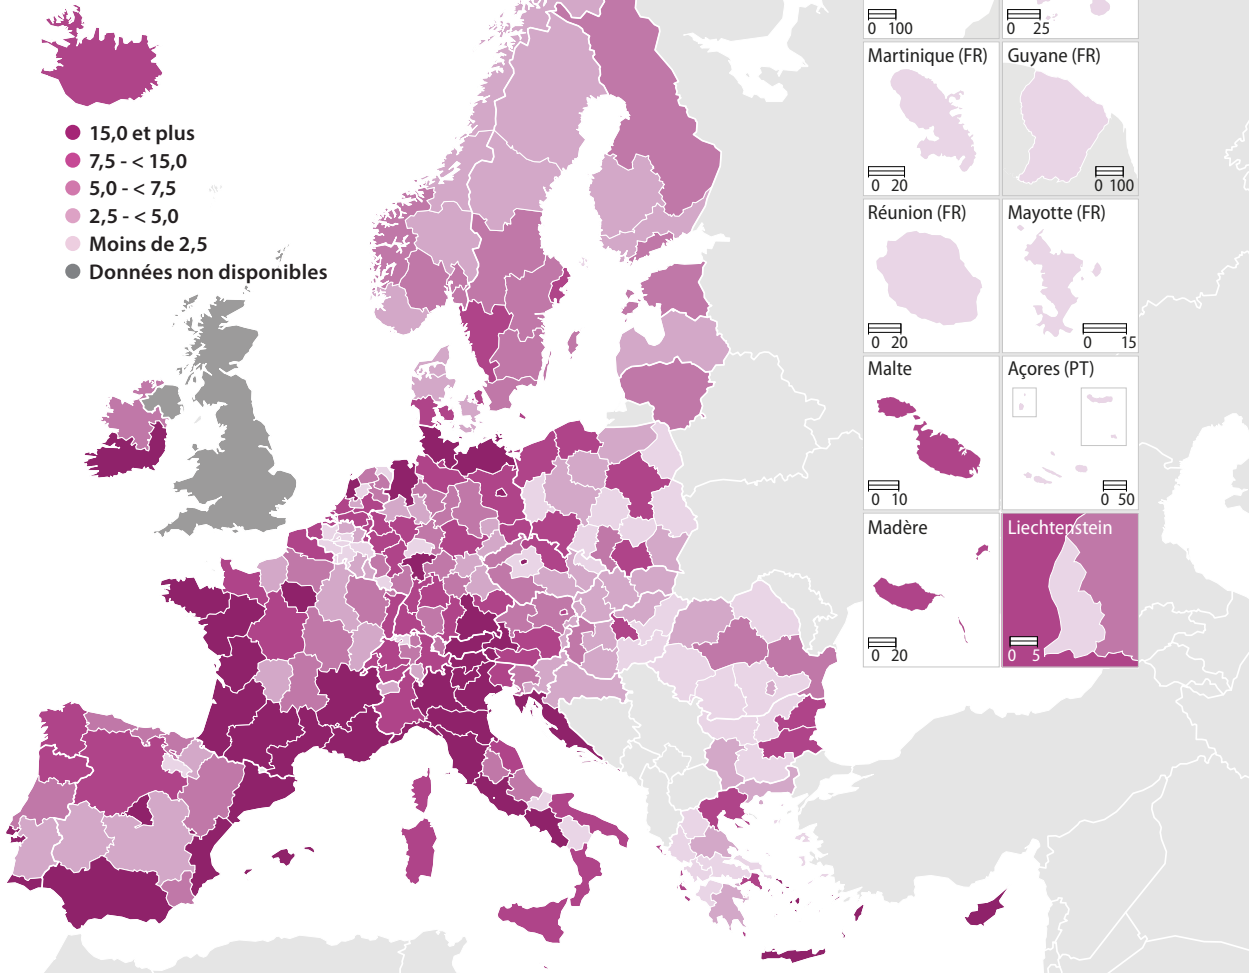 15,0 et plus
7,5 - < 15,0
5,0 - < 7,5
2,5 - < 5,0
Moins de 2,5
Données non disponibles
0 100
0 25
Martinique (FR)
0 20
Guyane (FR)
0 100
Réunion (FR)
0 20
Mayotte (FR)
0 15
Malte
0 10
Açores (PT)
0 50
Madère
0 20
Liechtenstein
0 5